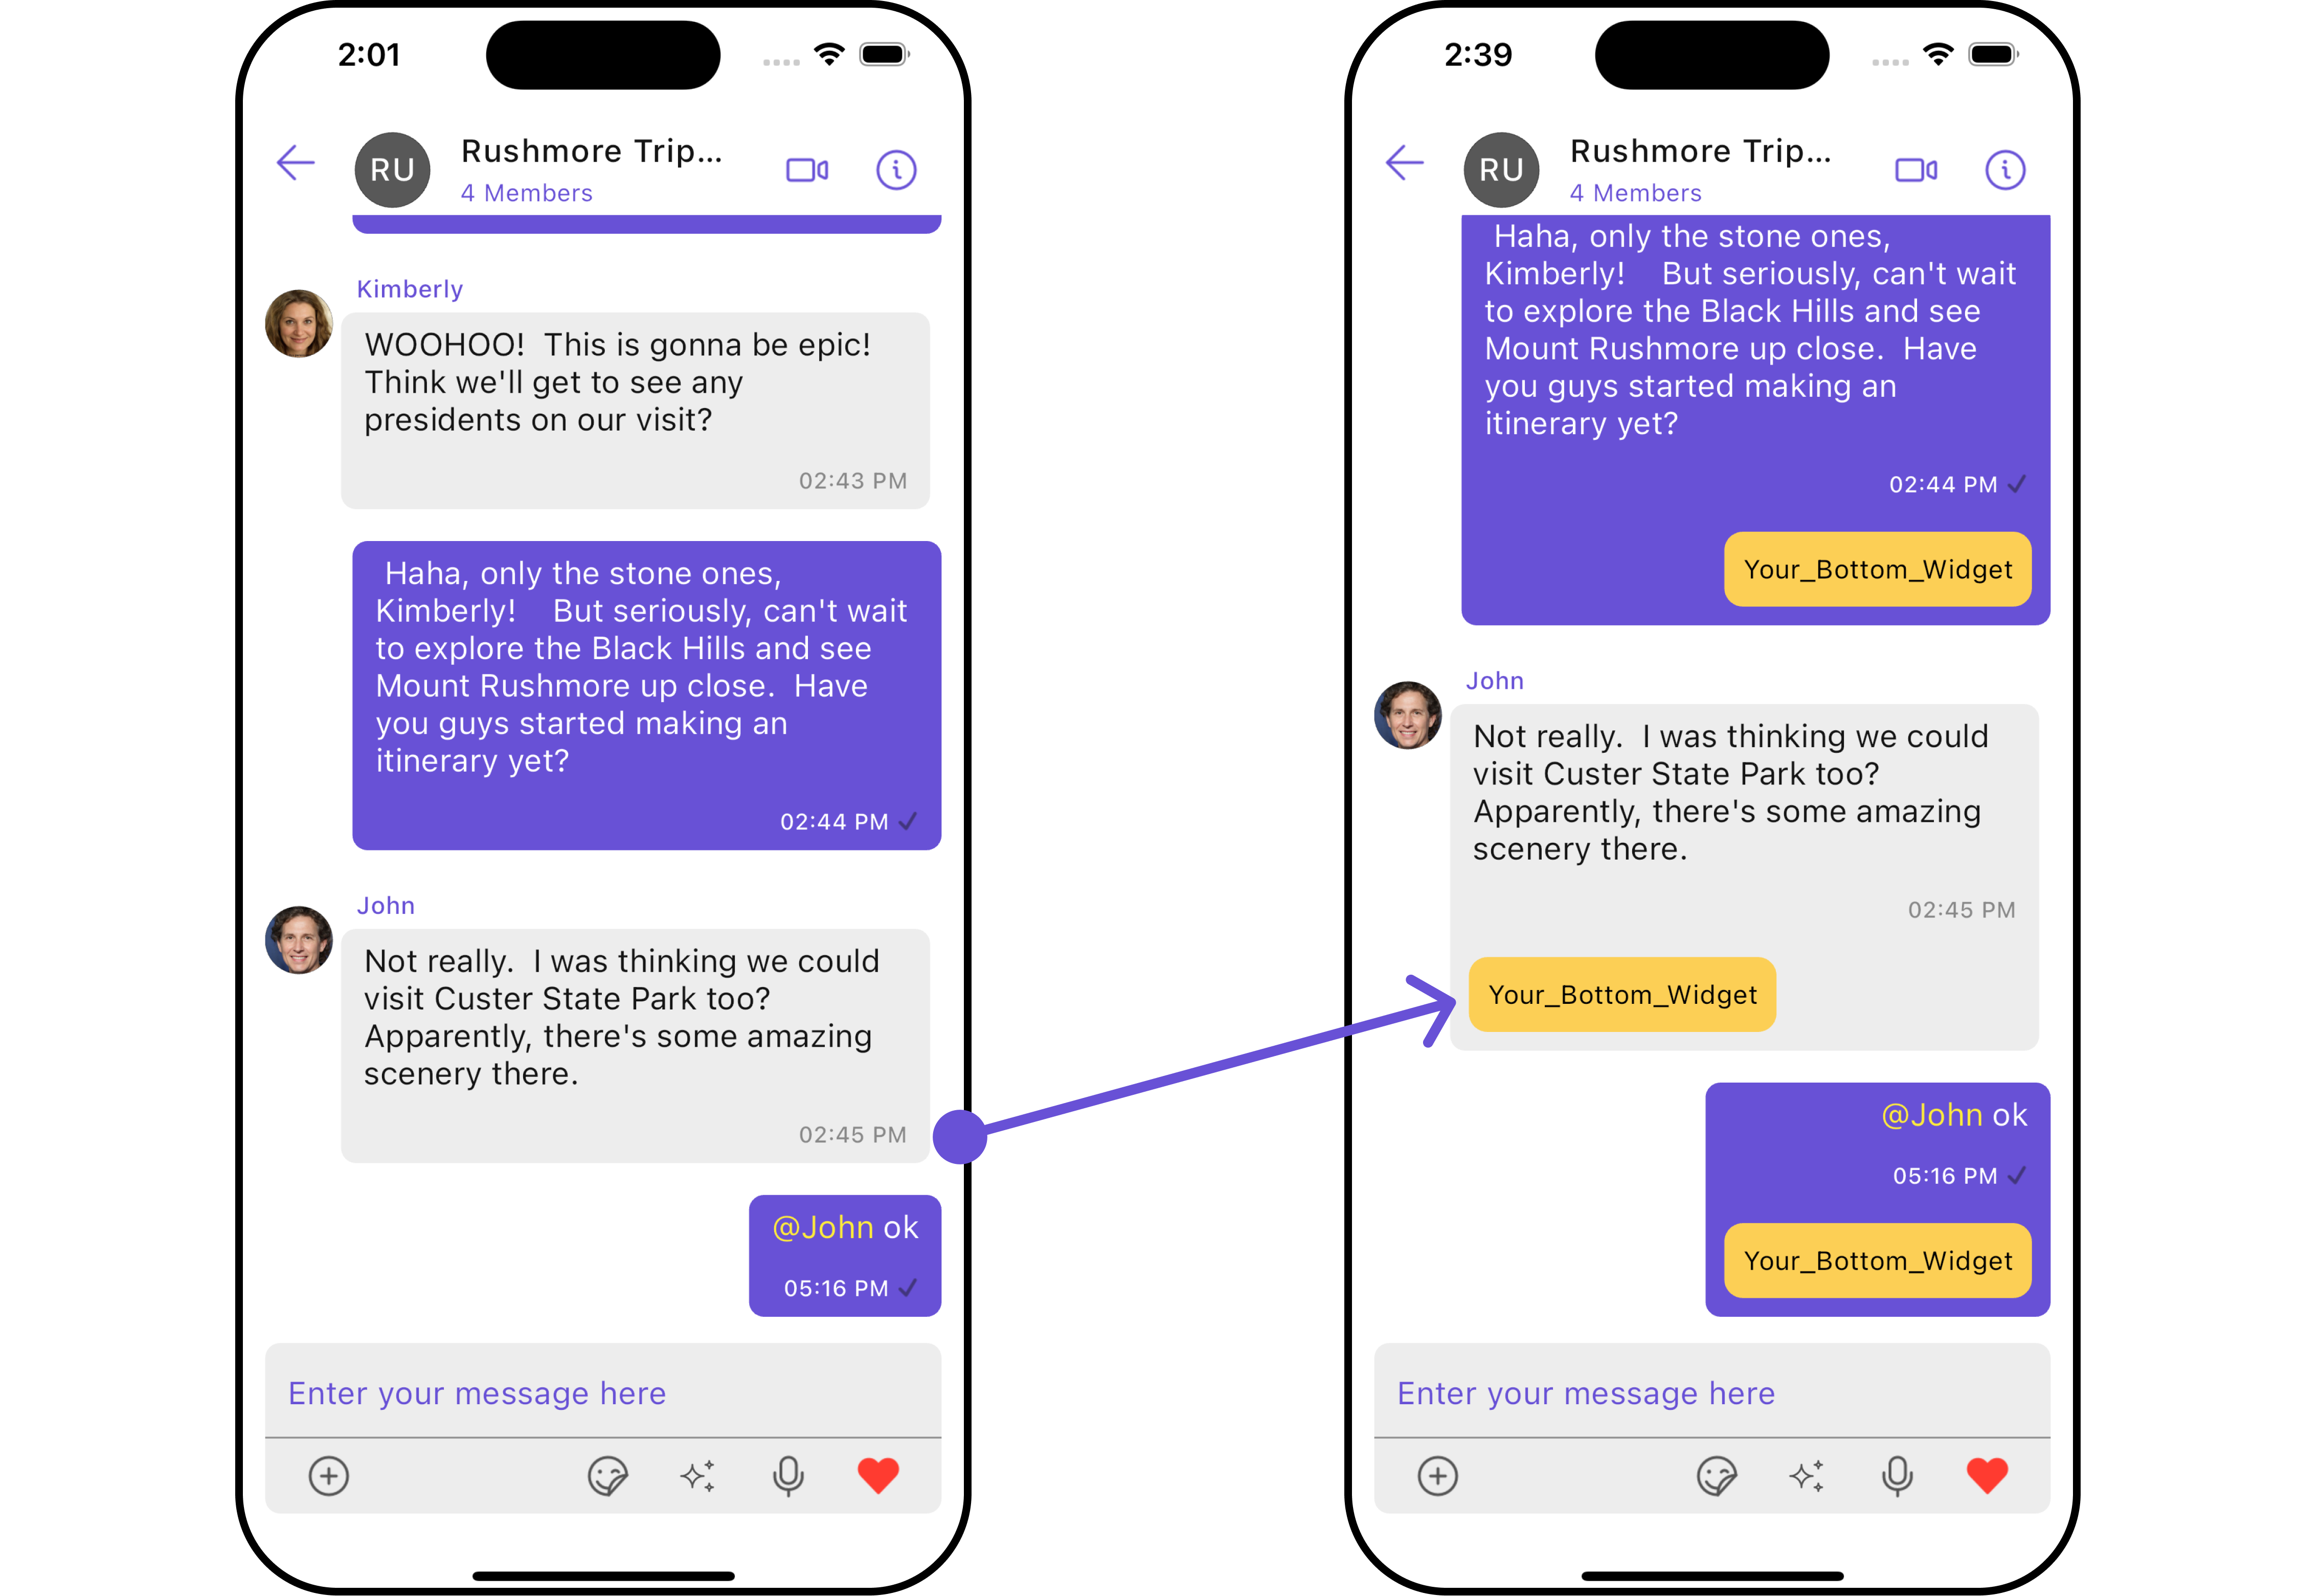 2:01
RU
Rushmore Trip...
4 Members
Kimberly
WOOHOO!  This is gonna be epic!
Think we'll get to see any
presidents on our visit?
02:43 PM
Haha, only the stone ones,
Kimberly!    But seriously, can't wait
to explore the Black Hills and see
Mount Rushmore up close.  Have
you guys started making an
itinerary yet?
02:44 PM
John
Not really.  I was thinking we could
visit Custer State Park too?
Apparently, there's some amazing
scenery there.
02:45 PM
@John ok
05:16 PM
Enter your message here
2:39
RU
Rushmore Trip...
4 Members
Haha, only the stone ones,
Kimberly!    But seriously, can't wait
to explore the Black Hills and see
Mount Rushmore up close.  Have
you guys started making an
itinerary yet?
02:44 PM
Your_Bottom_Widget
John
Not really.  I was thinking we could
visit Custer State Park too?
Apparently, there's some amazing
scenery there.
02:45 PM
Your_Bottom_Widget
@John ok
05:16 PM
Your_Bottom_Widget
Enter your message here